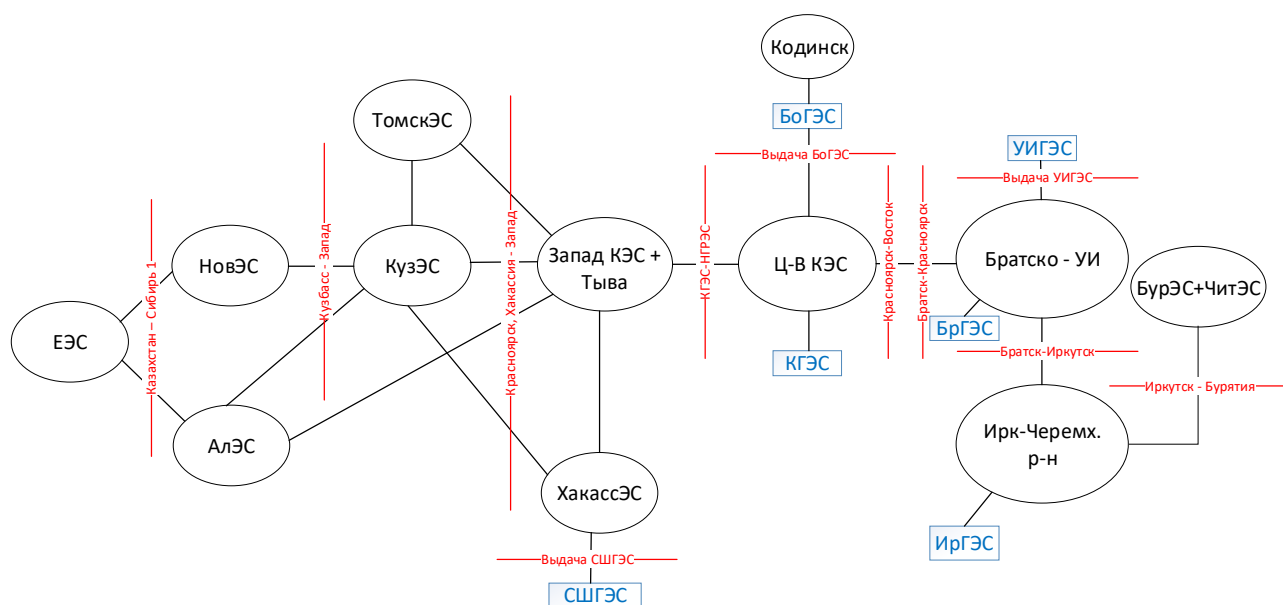 Кодинск
БоГЭС
Выдача БоГЭС
ТомскЭС
УИГЭС
Выдача УИГЭС
Казахстан – Сибирь 1
Кузбасс - Запад
Красноярск, Хакассия - Запад
КГЭС-НГРЭС
Красноярск-Восток
Братск-Красноярск
НовЭС
КузЭС
Запад КЭС +
Тыва
Ц-В КЭС
Братско - УИ
БурЭС+ЧитЭС
ЕЭС
БрГЭС
КГЭС
Братск-Иркутск
Иркутск - Бурятия
АлЭС
Ирк-Черемх.
р-н
ХакассЭС
ИрГЭС
Выдача СШГЭС
СШГЭС